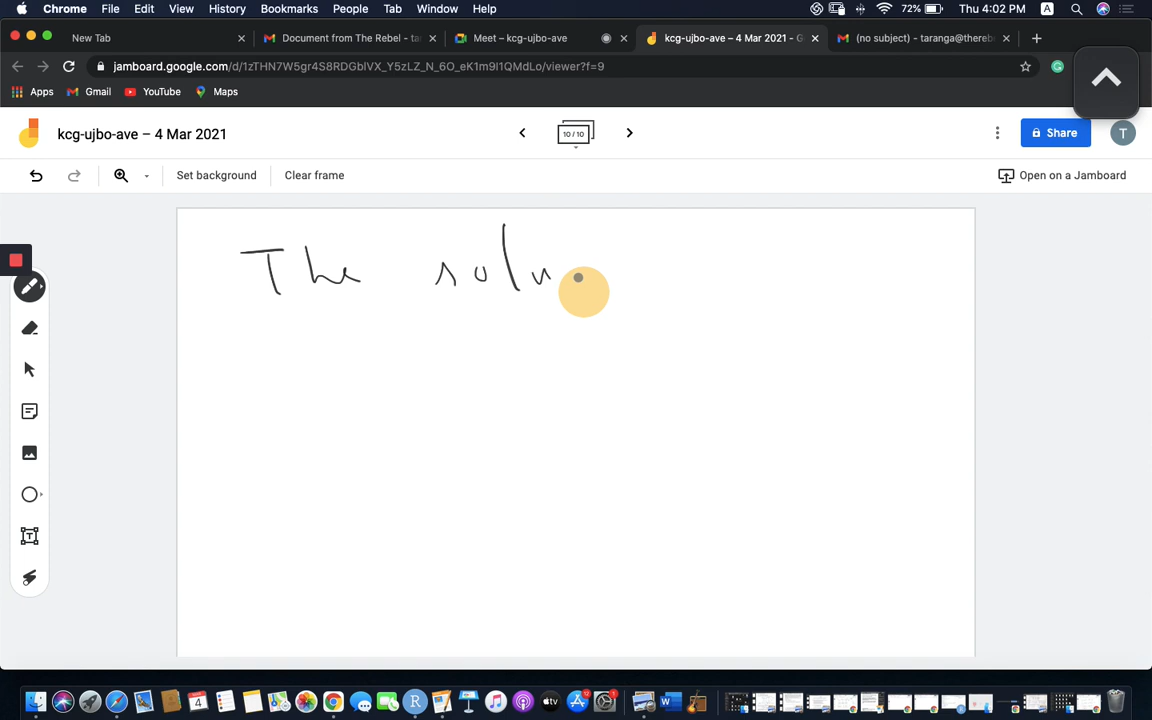 Chrome File Edit View History Bookmarks People Tab Window Help 72% Thu 4:02 PM A
New Tab Document from The Rebel - tar Meet – kcg-ujbo-ave kcg-ujbo-ave – 4 Mar 2021 - G (no subject) - taranga@thereb
jamboard.google.com/d/1zTHN7W5gr4S8RDGblVX_Y5zLZ_N_6O_eK1m9l1QMdLo/viewer?f=9
Apps Gmail YouTube Maps
kcg-ujbo-ave – 4 Mar 2021 10 / 10 Share T
Set background Clear frame Open on a Jamboard
The solu